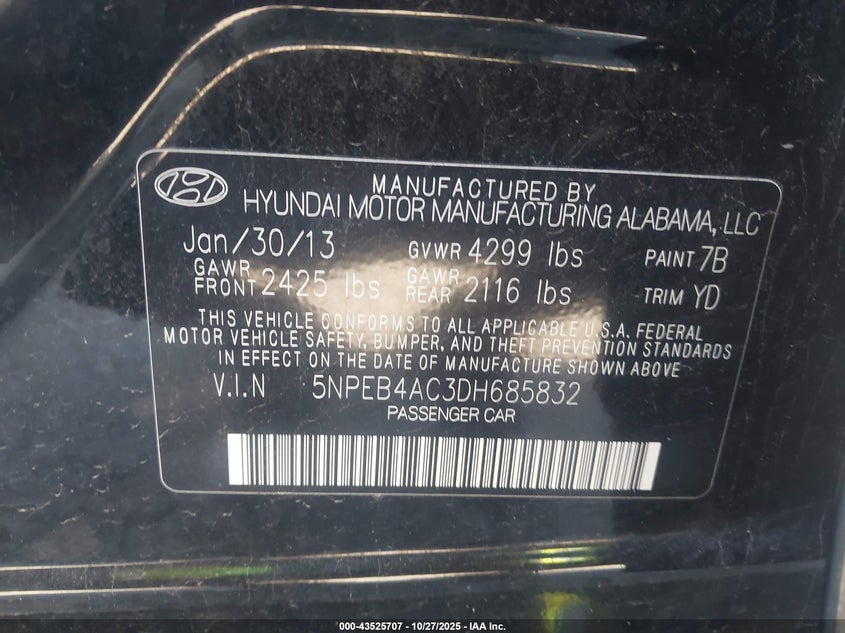 MANUFACTURED BY
HYUNDAI MOTOR MANUFACTURING ALABAMA, LLC
Jan/30/13 GVWR 4299 lbs PAINT 7B
GAWR FRONT 2425 lbs GAWR REAR 2116 lbs TRIM YD
THIS VEHICLE CONFORMS TO ALL APPLICABLE U.S.A. FEDERAL
MOTOR VEHICLE SAFETY, BUMPER, AND THEFT PREVENTION STANDARDS
IN EFFECT ON THE DATE OF MANUFACTURE SHOWN ABOVE
V.I.N 5NPEB4AC3DH685832
PASSENGER CAR
000-43525707 - 10/27/2025 - IAA Inc.